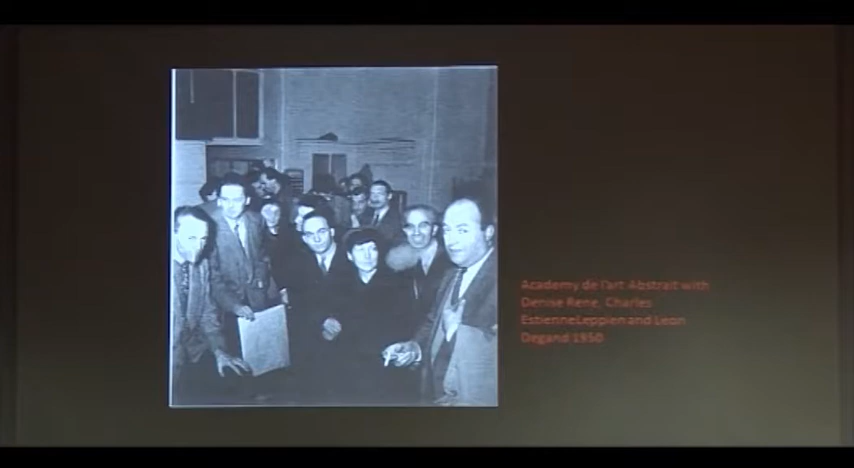 Academy de l'art Abstrait with
Denise Rene, Charles
EstienneLeppien and Leon
Degand 1950